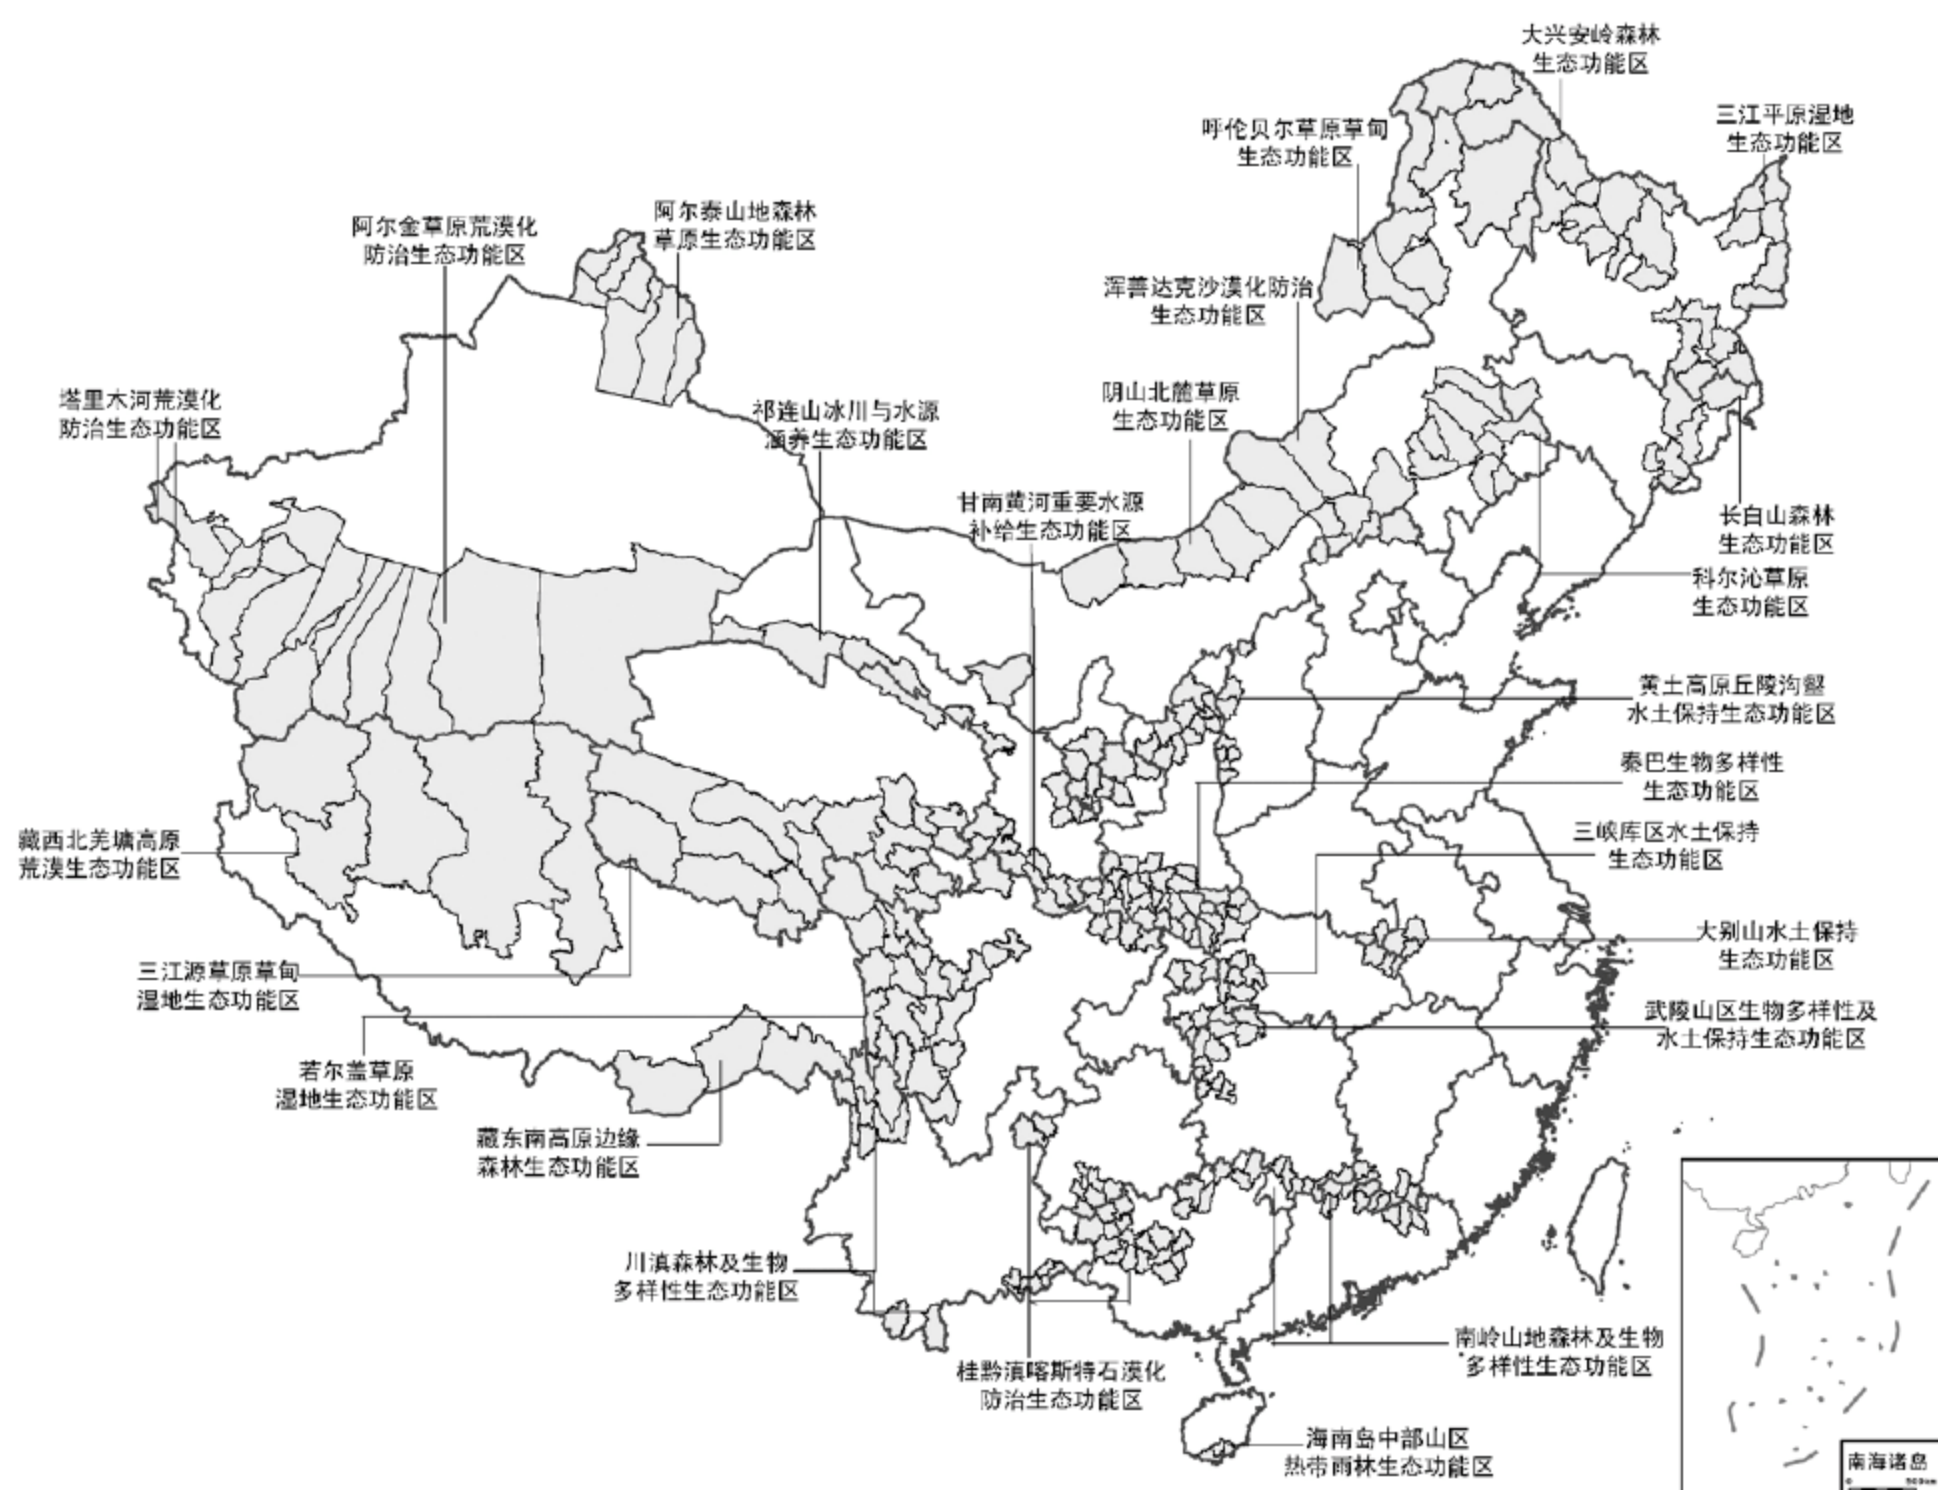 大兴安岭森林
生态功能区
三江平原湿地
生态功能区
呼伦贝尔草原草甸
生态功能区
阿尔泰山地森林
草原生态功能区
阿尔金草原荒漠化
防治生态功能区
浑善达克沙漠化防治
生态功能区
阴山北麓草原
生态功能区
塔里木河荒漠化
防治生态功能区
祁连山冰川与水源
涵养生态功能区
甘南黄河重要水源
补给生态功能区
长白山森林
生态功能区
科尔沁草原
生态功能区
黄土高原丘陵沟壑
水土保持生态功能区
秦巴生物多样性
生态功能区
三峡库区水土保持
生态功能区
藏西北羌塘高原
荒漠生态功能区
大别山水土保持
生态功能区
三江源草原草甸
湿地生态功能区
武陵山区生物多样性及
水土保持生态功能区
若尔盖草原
湿地生态功能区
藏东南高原边缘
森林生态功能区
川滇森林及生物
多样性生态功能区
南岭山地森林及生物
多样性生态功能区
桂黔滇喀斯特石漠化
防治生态功能区
海南岛中部山区
热带雨林生态功能区
南海诸岛